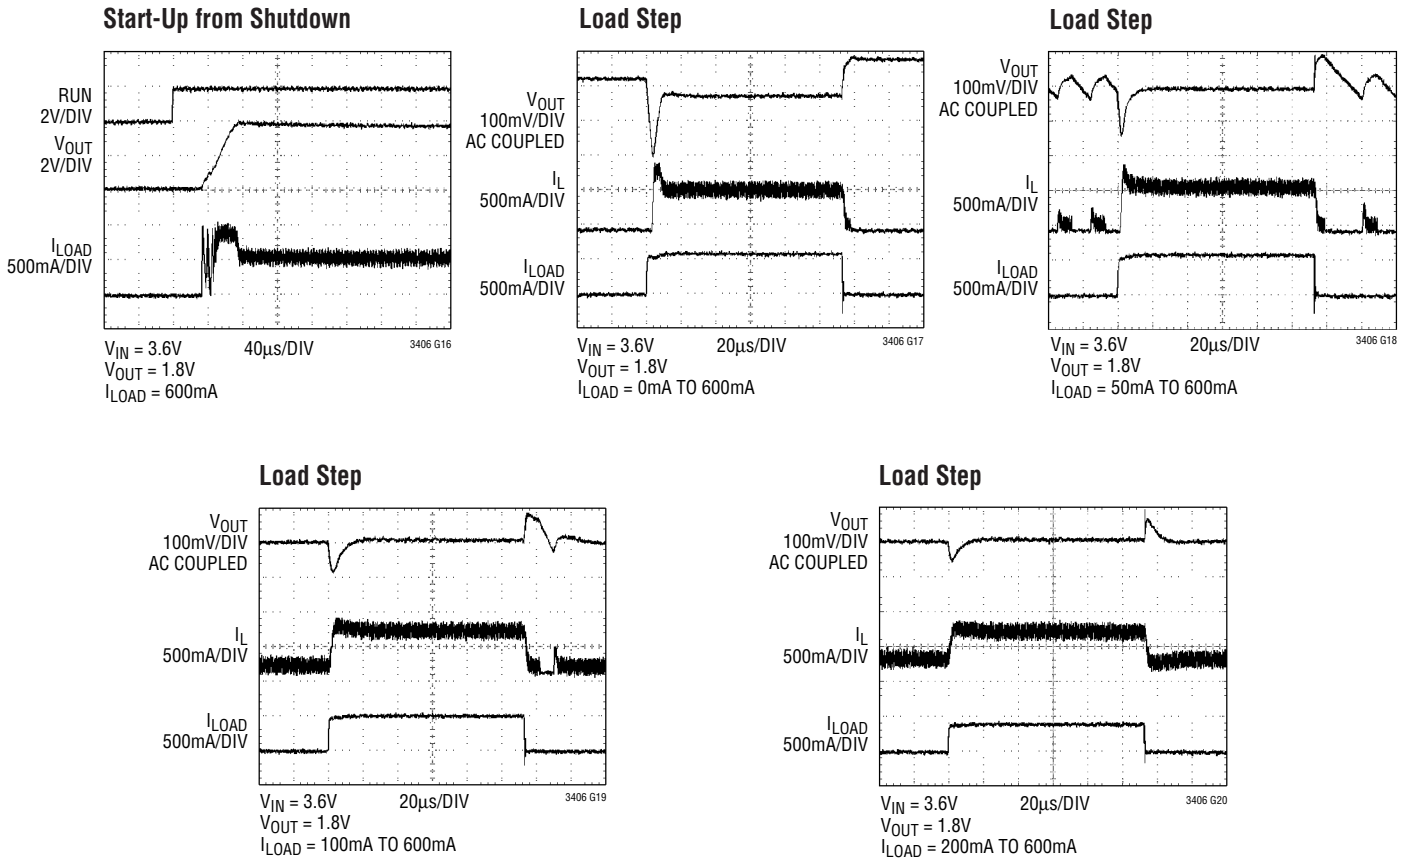 Start-Up from Shutdown
RUN
2V/DIV
VOUT
2V/DIV
ILOAD
500mA/DIV
VIN = 3.6V
VOUT = 1.8V
ILOAD = 600mA
40µs/DIV
3406 G16
Load Step
VOUT
100mV/DIV
AC COUPLED
IL
500mA/DIV
ILOAD
500mA/DIV
VIN = 3.6V
VOUT = 1.8V
ILOAD = 0mA TO 600mA
20µs/DIV
3406 G17
Load Step
VOUT
100mV/DIV
AC COUPLED
IL
500mA/DIV
ILOAD
500mA/DIV
VIN = 3.6V
VOUT = 1.8V
ILOAD = 50mA TO 600mA
20µs/DIV
3406 G18
Load Step
VOUT
100mV/DIV
AC COUPLED
IL
500mA/DIV
ILOAD
500mA/DIV
VIN = 3.6V
VOUT = 1.8V
ILOAD = 100mA TO 600mA
20µs/DIV
3406 G19
Load Step
VOUT
100mV/DIV
AC COUPLED
IL
500mA/DIV
ILOAD
500mA/DIV
VIN = 3.6V
VOUT = 1.8V
ILOAD = 200mA TO 600mA
20µs/DIV
3406 G20